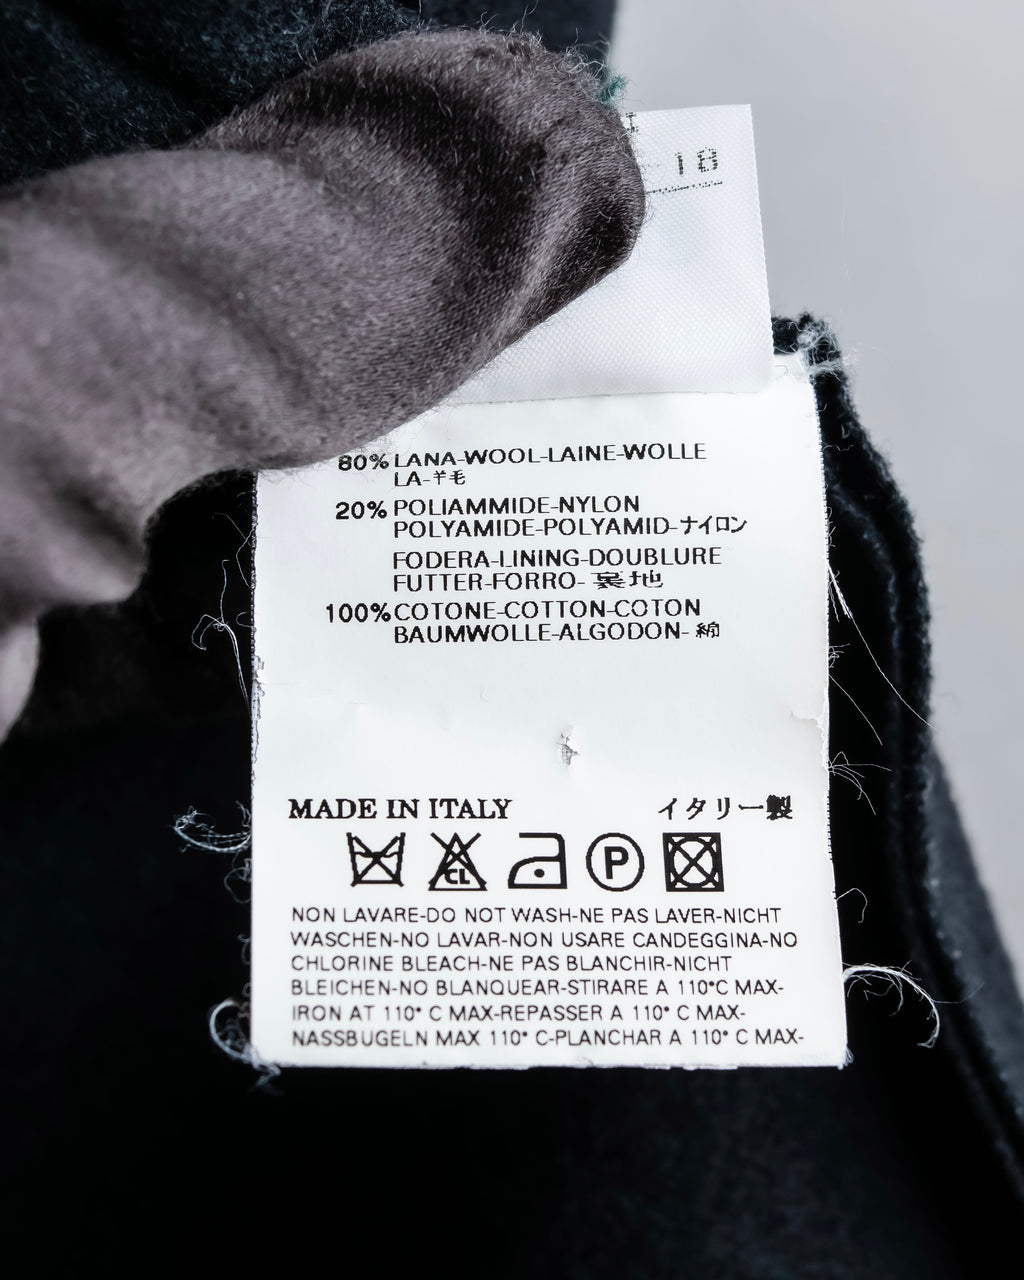 18
80% LANA-WOOL-LAINE-WOLLE
LA-羊毛
20% POLIAMMIDE-NYLON
POLYAMIDE-POLYAMID-ナイロン
FODERA-LINING-DOUBLURE
FUTTER-FORRO-裏地
100% COTONE-COTTON-COTON
BAUMWOLLE-ALGODON-綿
MADE IN ITALY イタリー製
CL P
NON LAVARE-DO NOT WASH-NE PAS LAVER-NICHT
WASCHEN-NO LAVAR-NON USARE CANDEGGINA-NO
CHLORINE BLEACH-NE PAS BLANCHIR-NICHT
BLEICHEN-NO BLANQUEAR-STIRARE A 110°C MAX-
IRON AT 110° C MAX-REPASSER A 110° C MAX-
NASSBUGELN MAX 110° C-PLANCHAR A 110° C MAX-